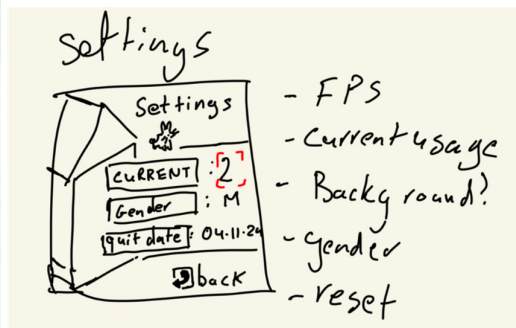 Settings
Settings
CURRENT : 2
Gender : M
quit date : 04.11.24
back
- FPS
- Current usage
- Background?
- gender
- reset